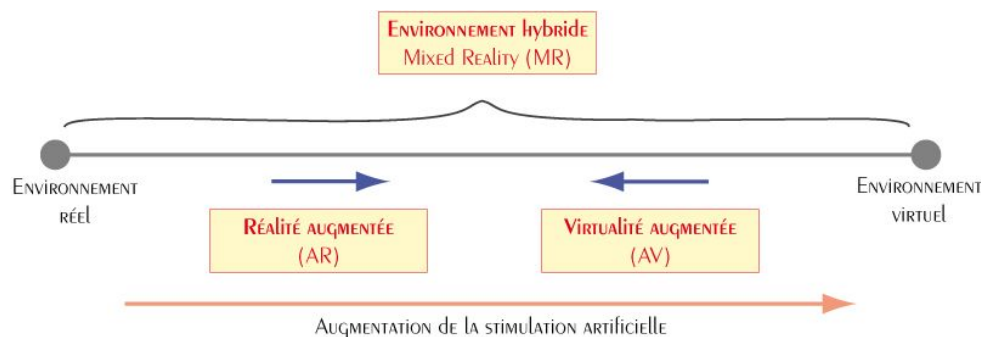 Environnement hybride
Mixed Reality (MR)
Environnement
réel
Environnement
virtuel
Réalité augmentée
(AR)
Virtualité augmentée
(AV)
Augmentation de la stimulation artificielle